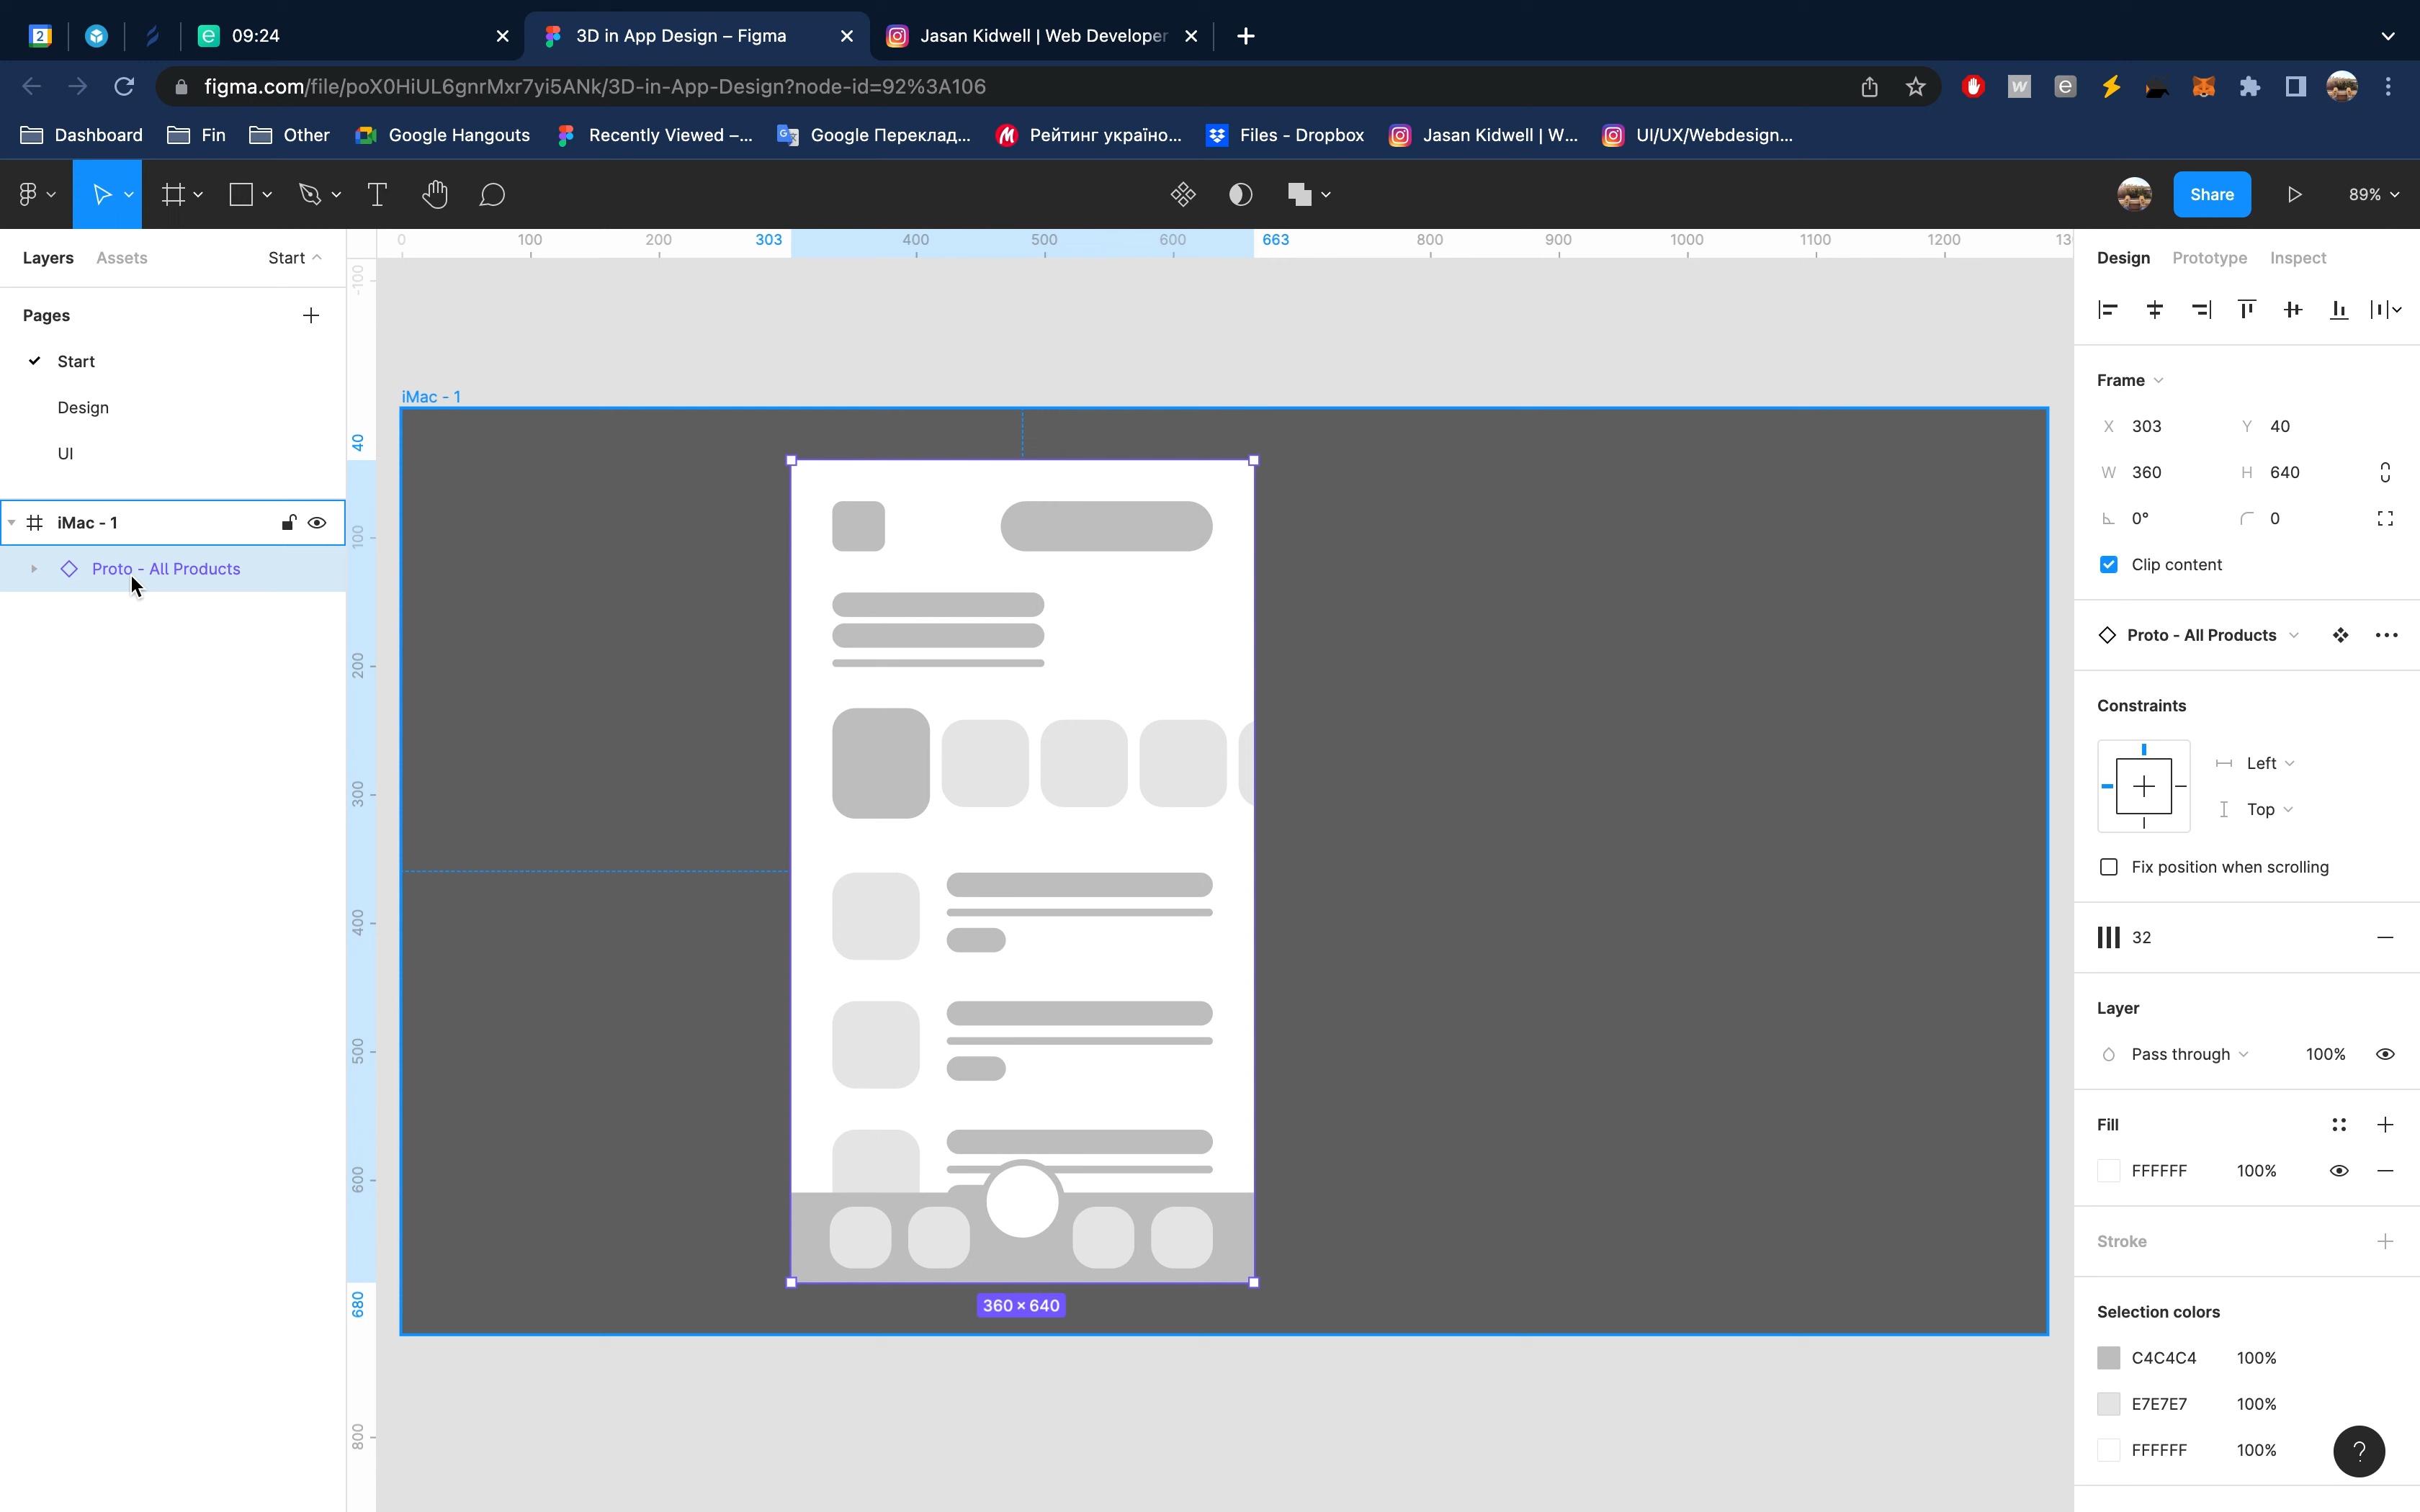 2
09:24
3D in App Design – Figma
Jasan Kidwell | Web Developer
figma.com/file/poX0HiUL6gnrMxr7yi5ANk/3D-in-App-Design?node-id=92%3A106
Dashboard
Fin
Other
Google Hangouts
Recently Viewed –...
Google Переклад...
Рейтинг україно...
Files - Dropbox
Jasan Kidwell | W...
UI/UX/Webdesign...
Share
89%
Layers
Assets
Start
0
100
200
303
400
500
600
663
800
900
1000
1100
1200
13
Design
Prototype
Inspect
Pages
Start
Design
UI
iMac - 1
Proto - All Products
-100
40
100
200
300
400
500
600
680
800
iMac - 1
360 × 640
Frame
X 303
Y 40
W 360
H 640
0°
0
Clip content
Proto - All Products
Constraints
Left
Top
Fix position when scrolling
32
Layer
Pass through
100%
Fill
FFFFFF 100%
Stroke
Selection colors
C4C4C4 100%
E7E7E7 100%
FFFFFF 100%
?